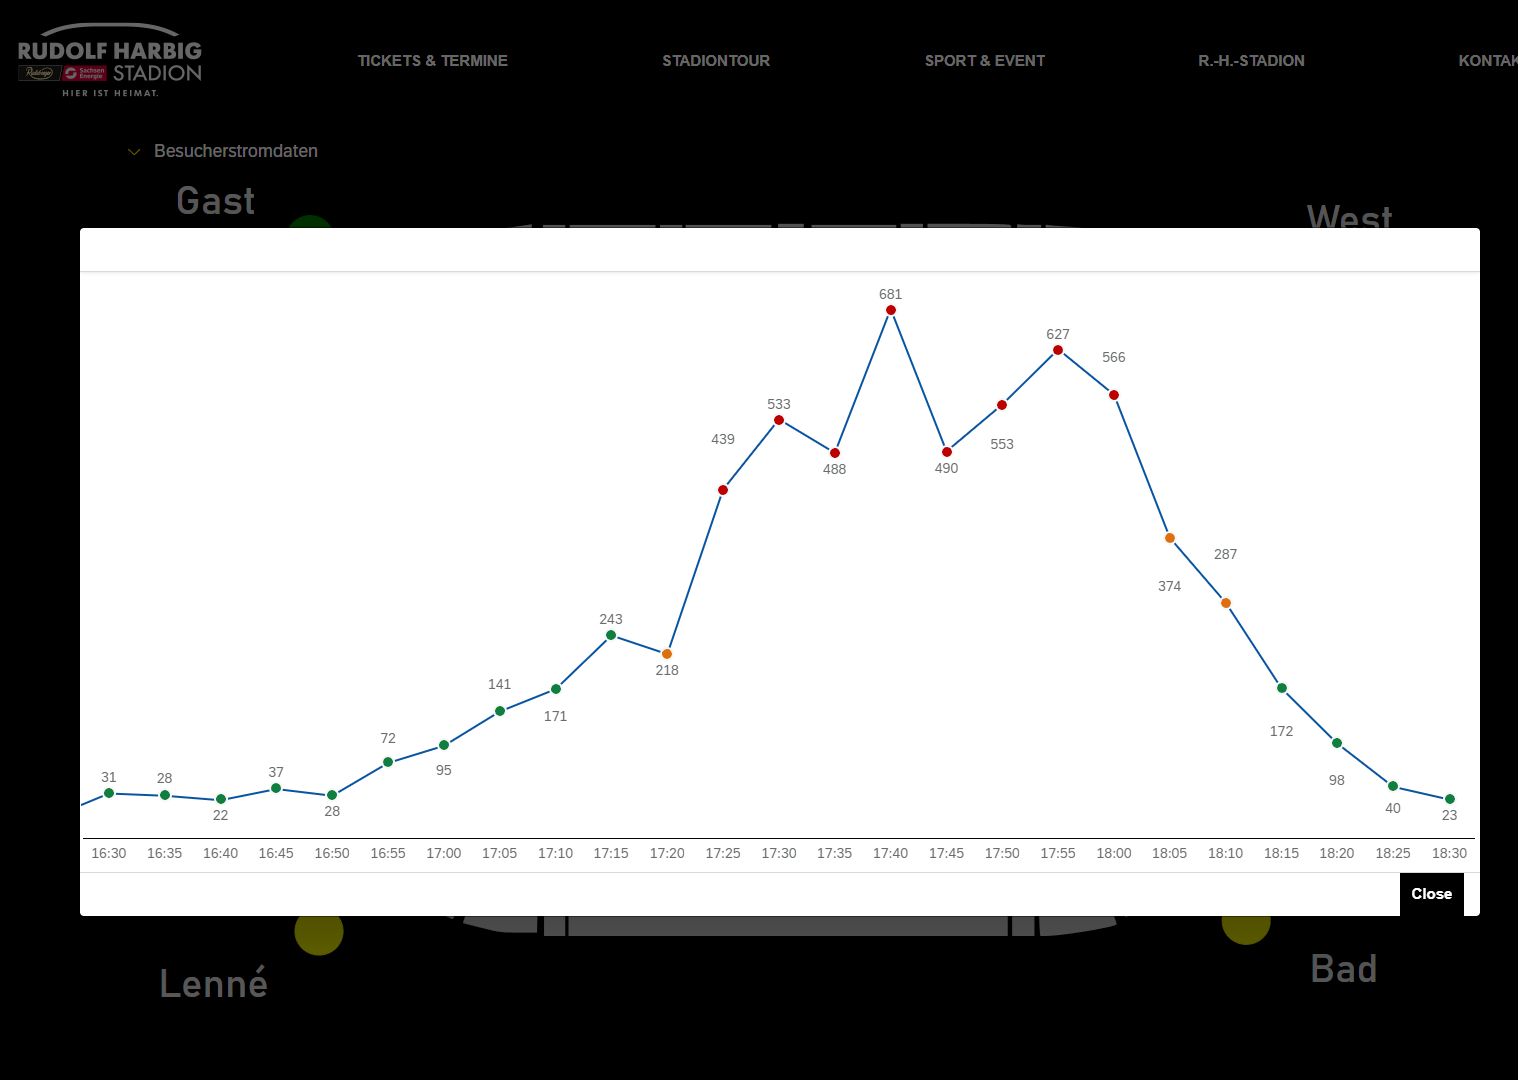 RUDOLF HARBIG
Radeberger Sachsen Energie STADION
HIER IST HEIMAT.
TICKETS & TERMINE STADIONTOUR SPORT & EVENT R.-H.-STADION KONTAK
Besucherstromdaten
Gast
West
681
627
566
533
439
488
490
553
287
374
243
218
141
171
172
72
95
31
28
22
37
28
98
40
23
16:30 16:35 16:40 16:45 16:50 16:55 17:00 17:05 17:10 17:15 17:20 17:25 17:30 17:35 17:40 17:45 17:50 17:55 18:00 18:05 18:10 18:15 18:20 18:25 18:30
Close
Lenné
Bad